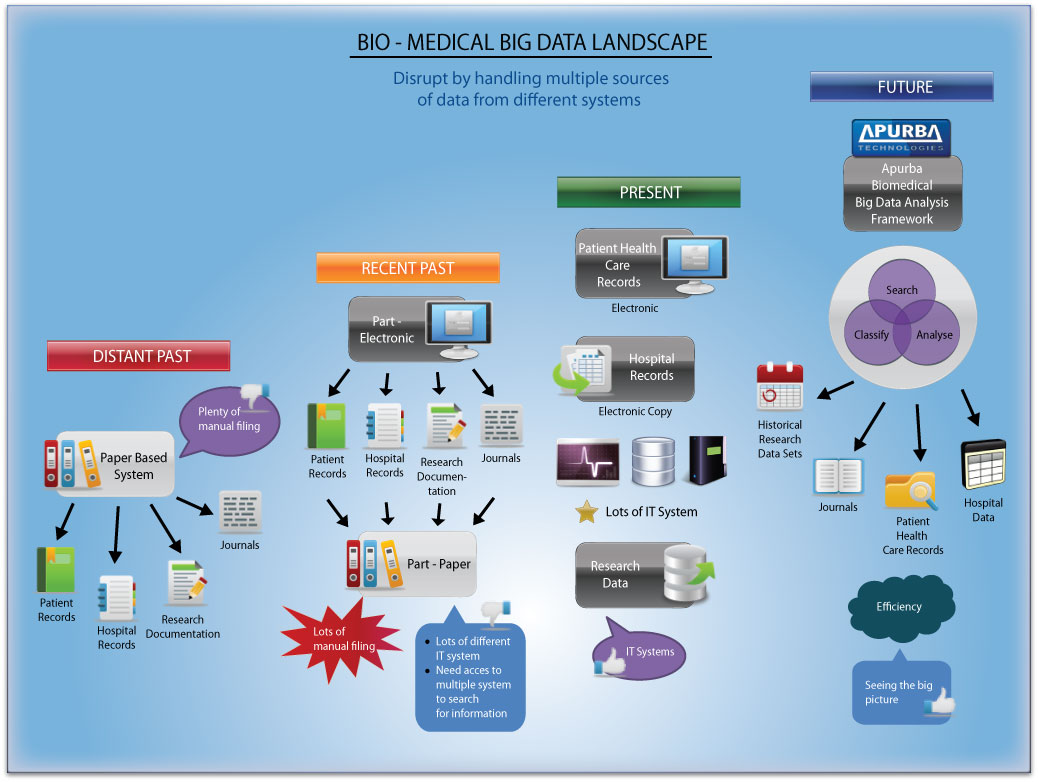 BIO - MEDICAL BIG DATA LANDSCAPE
Disrupt by handling multiple sources
of data from different systems
DISTANT PAST
Plenty of
manual filing
Paper Based
System
Journals
Patient
Records
Hospital
Records
Research
Documentation
RECENT PAST
Part -
Electronic
Patient
Records
Hospital
Records
Research
Documen-
tation
Journals
Part - Paper
Lots of
manual filing
Lots of different
IT system
Need acces to
multiple system
to search
for information
PRESENT
Patient Health
Care
Records
Electronic
Hospital
Records
Electronic Copy
Lots of IT System
Research
Data
IT Systems
FUTURE
APURBA
TECHNOLOGIES
Apurba
Biomedical
Big Data Analysis
Framework
Search
Classify
Analyse
Historical
Research
Data Sets
Journals
Patient
Health
Care Records
Hospital
Data
Efficiency
Seeing the big
picture